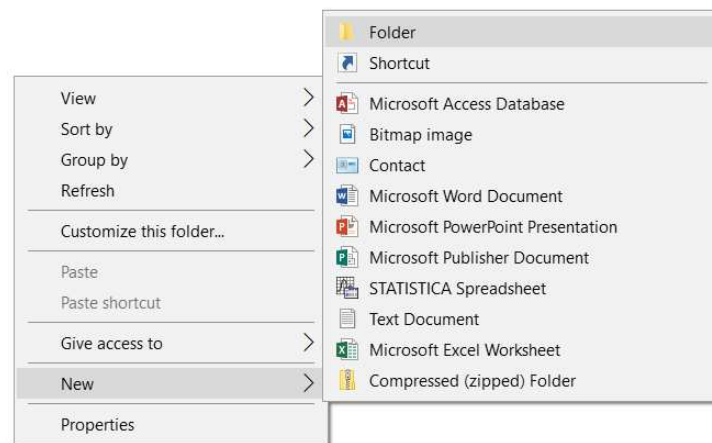 View
Sort by
Group by
Refresh
Customize this folder...
Paste
Paste shortcut
Give access to
New
Properties
Folder
Shortcut
Microsoft Access Database
Bitmap image
Contact
Microsoft Word Document
Microsoft PowerPoint Presentation
Microsoft Publisher Document
STATISTICA Spreadsheet
Text Document
Microsoft Excel Worksheet
Compressed (zipped) Folder